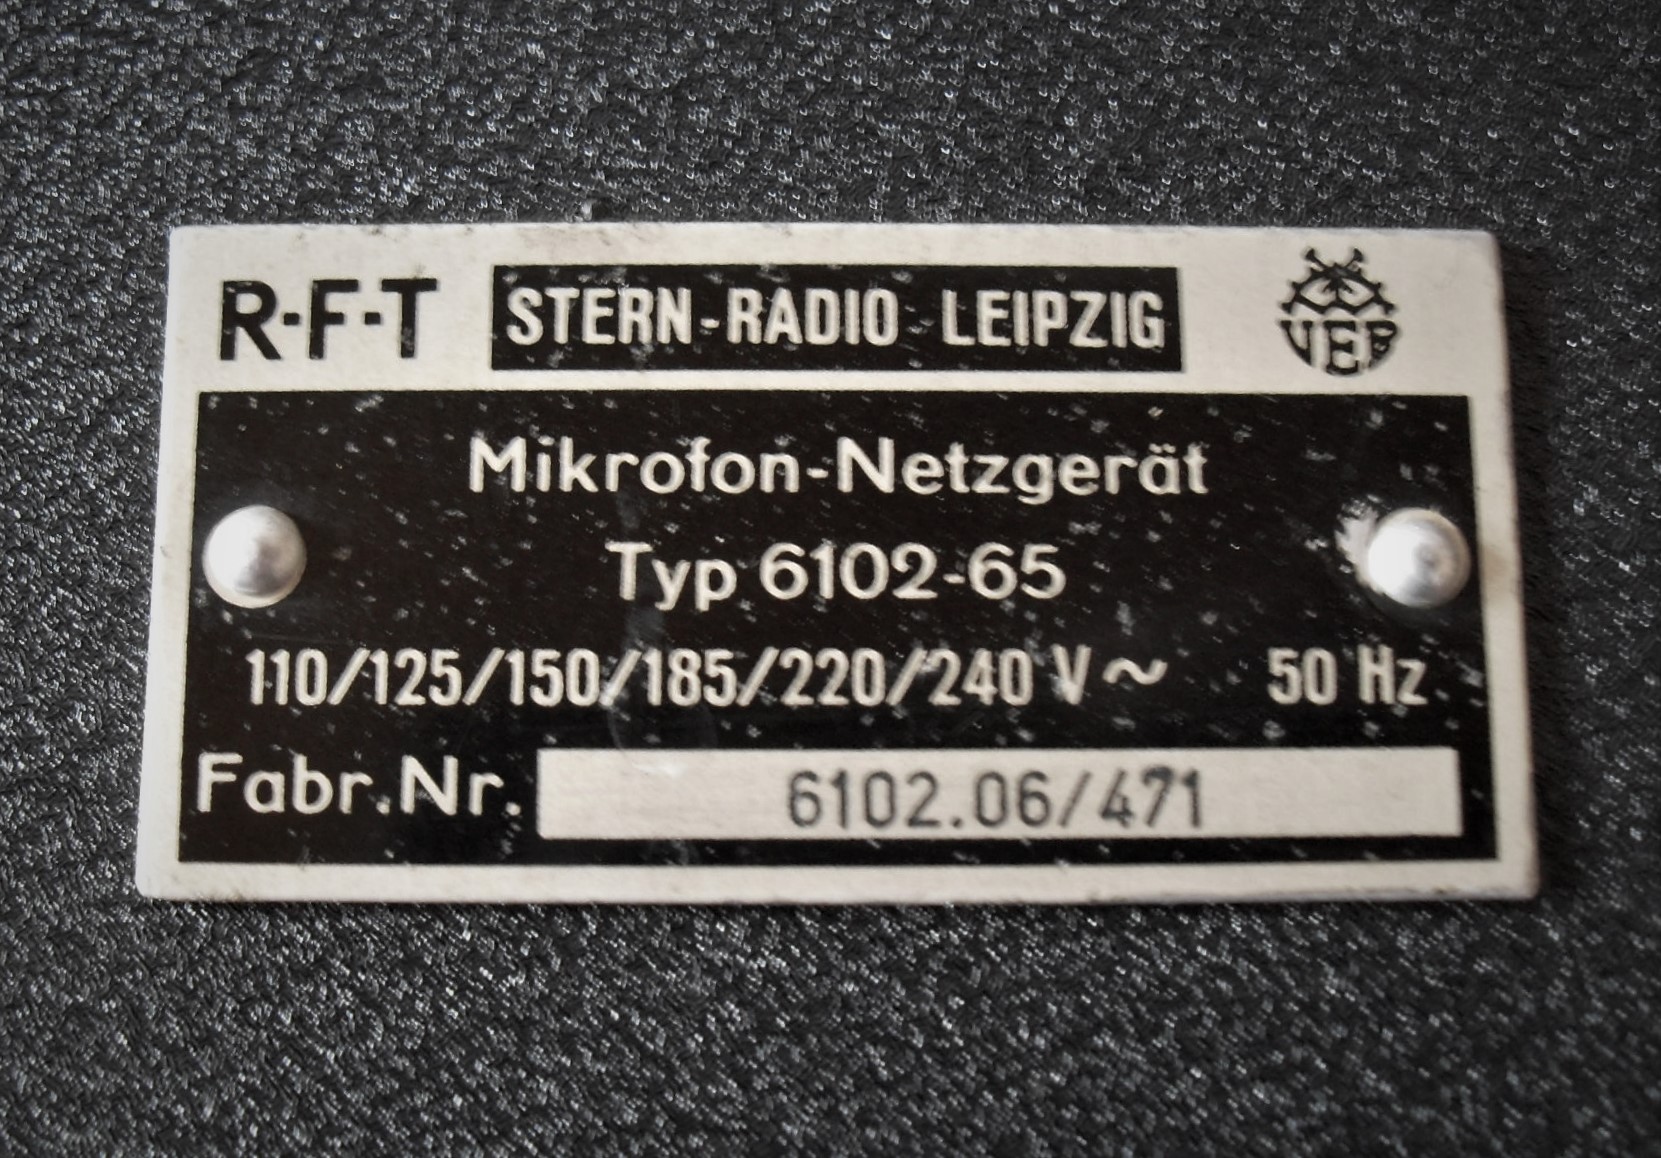 R·F·T STERN-RADIO LEIPZIG VEB
Mikrofon-Netzgerät
Typ 6102-65
110/125/150/185/220/240 V~ 50 Hz
Fabr.Nr. 6102.06/471